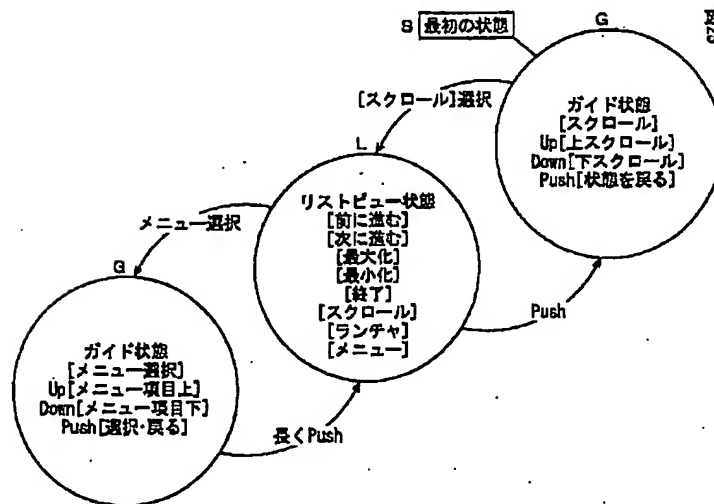 S 最初の状態
G
[スクロール]選択
ガイド状態
[スクロール]
Up[上スクロール]
Down[下スクロール]
Push[状態を戻る]
L
リストビュー状態
[前に進む]
[次に進む]
[最大化]
[最小化]
[終了]
[スクロール]
[ランチャ]
[メニュー]
メニュー選択
Push
G
ガイド状態
[メニュー選択]
Up[メニュー項目上]
Down[メニュー項目下]
Push[選択・戻る]
長くPush